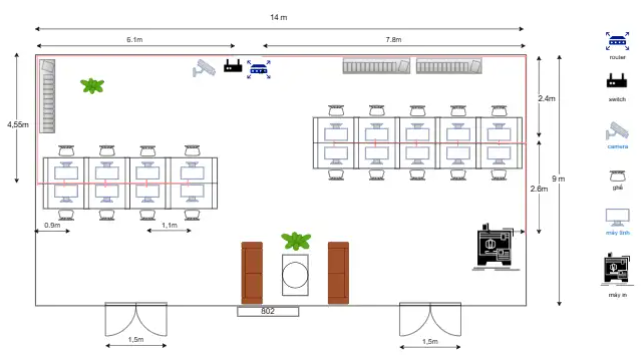 14 m
6.1m
7.8m
router
switch
2.4m
4,55m
camera
9 m
ghế
2.6m
0.9m
1,1m
máy tính
802
máy in
1,5m
1,5m